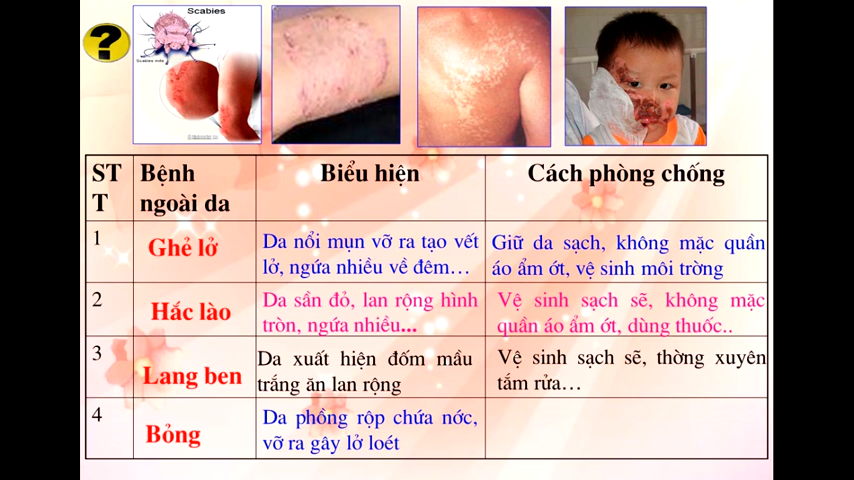 ?
Scabies
Scabies mite
ST
T
Bệnh
ngoài da
Biểu hiện
Cách phòng chống
1
Ghẻ lở
Da nổi mụn vỡ ra tạo vết
lở, ngứa nhiều về đêm…
Giữ da sạch, không mặc quần
áo ẩm ớt, vệ sinh môi trờng
2
Hắc lào
Da sần đỏ, lan rộng hình
tròn, ngứa nhiều...
Vệ sinh sạch sẽ, không mặc
quần áo ẩm ớt, dùng thuốc..
3
Lang ben
Da xuất hiện đốm mầu
trắng ăn lan rộng
Vệ sinh sạch sẽ, thờng xuyên
tắm rửa…
4
Bỏng
Da phồng rộp chứa nớc,
vỡ ra gây lở loét